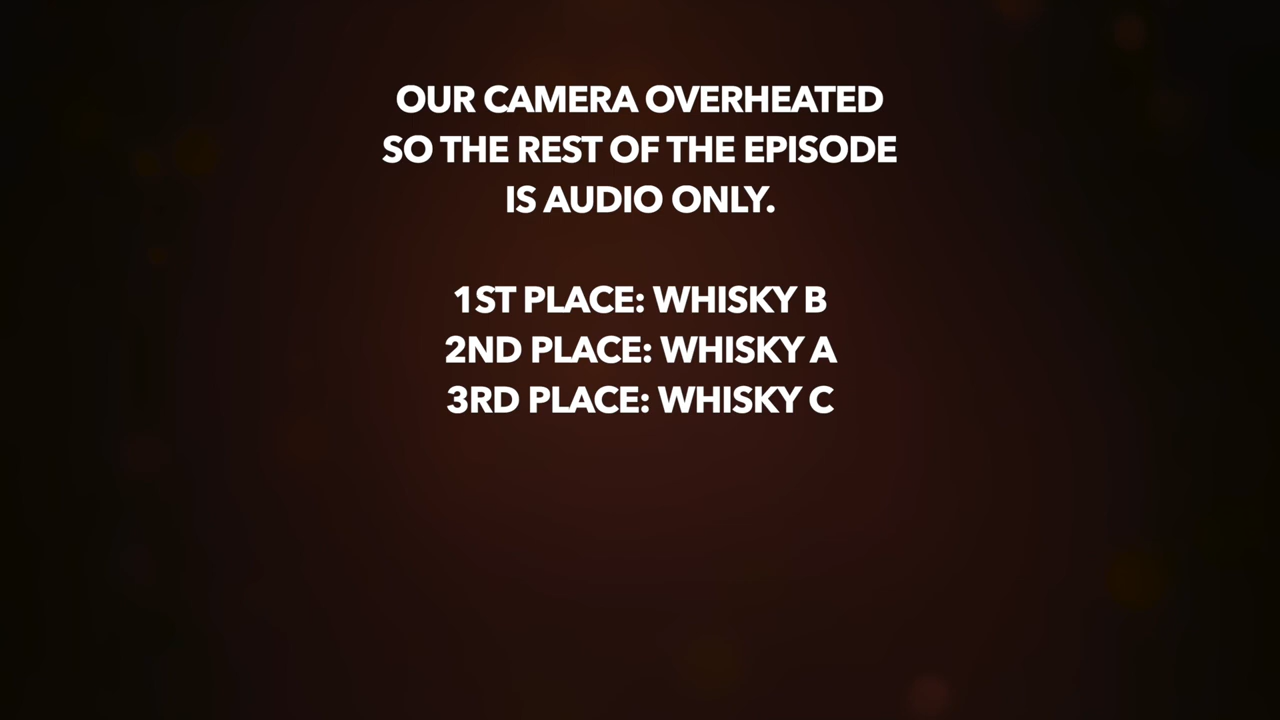 OUR CAMERA OVERHEATED
SO THE REST OF THE EPISODE
IS AUDIO ONLY.
1ST PLACE: WHISKY B
2ND PLACE: WHISKY A
3RD PLACE: WHISKY C